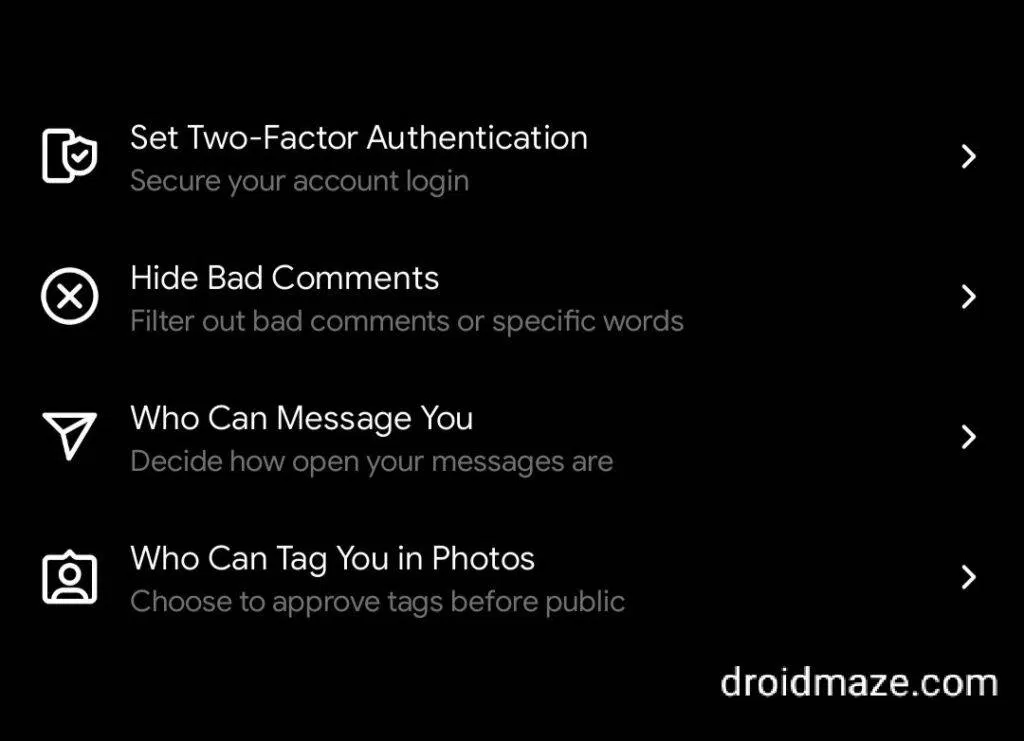 Set Two-Factor Authentication
Secure your account login
Hide Bad Comments
Filter out bad comments or specific words
Who Can Message You
Decide how open your messages are
Who Can Tag You in Photos
Choose to approve tags before public
droidmaze.com